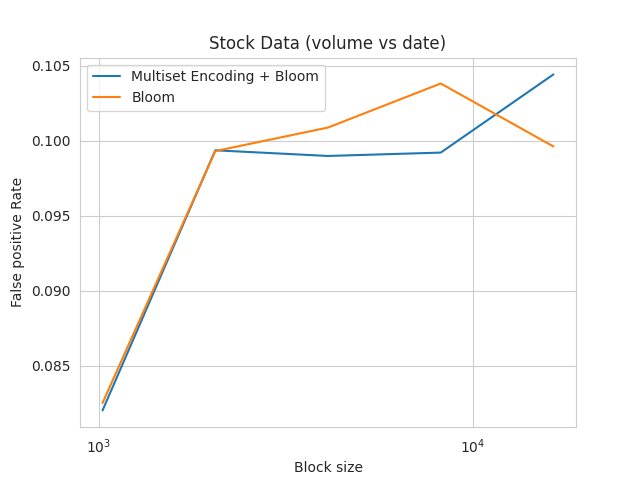 Stock Data (volume vs date)
Multiset Encoding + Bloom
Bloom
False positive Rate
0.105
0.100
0.095
0.090
0.085
10³
10⁴
Block size